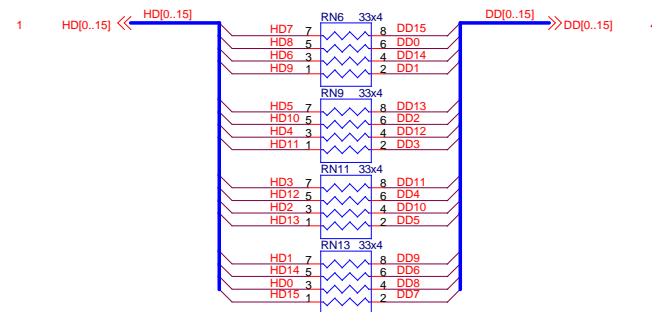 HD[0..15] DD[0..15]
1 HD[0..15] DD[0..15] 4
RN6 33x4
HD7 7 8 DD15
HD8 5 6 DD0
HD6 3 4 DD14
HD9 1 2 DD1
RN9 33x4
HD5 7 8 DD13
HD10 5 6 DD2
HD4 3 4 DD12
HD11 1 2 DD3
RN11 33x4
HD3 7 8 DD11
HD12 5 6 DD4
HD2 3 4 DD10
HD13 1 2 DD5
RN13 33x4
HD1 7 8 DD9
HD14 5 6 DD6
HD0 3 4 DD8
HD15 1 2 DD7